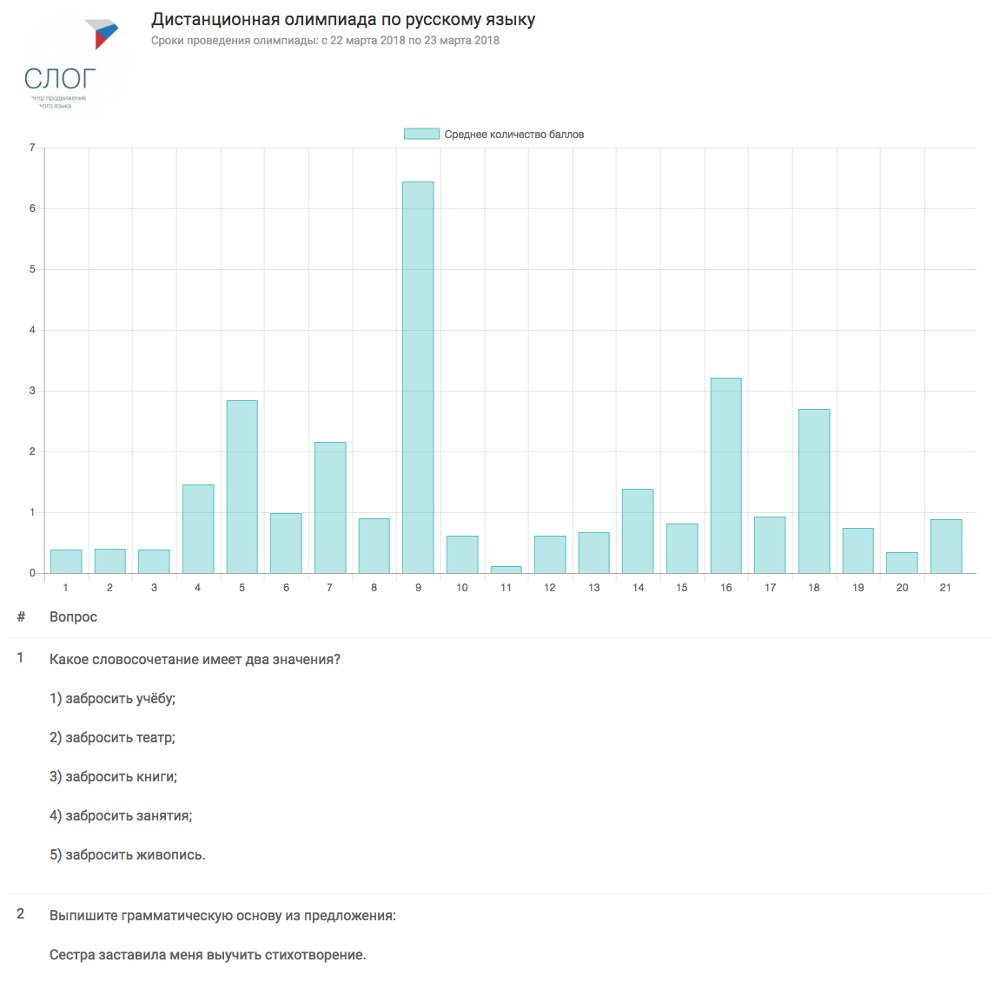 Дистанционная олимпиада по русскому языку
Сроки проведения олимпиады: с 22 марта 2018 по 23 марта 2018
СЛОГ
нтр продвижения
кого языка
Среднее количество баллов
7
6
5
4
3
2
1
0
1 2 3 4 5 6 7 8 9 10 11 12 13 14 15 16 17 18 19 20 21
# Вопрос
1 Какое словосочетание имеет два значения?
1) забросить учёбу;
2) забросить театр;
3) забросить книги;
4) забросить занятия;
5) забросить живопись.
2 Выпишите грамматическую основу из предложения:
Сестра заставила меня выучить стихотворение.